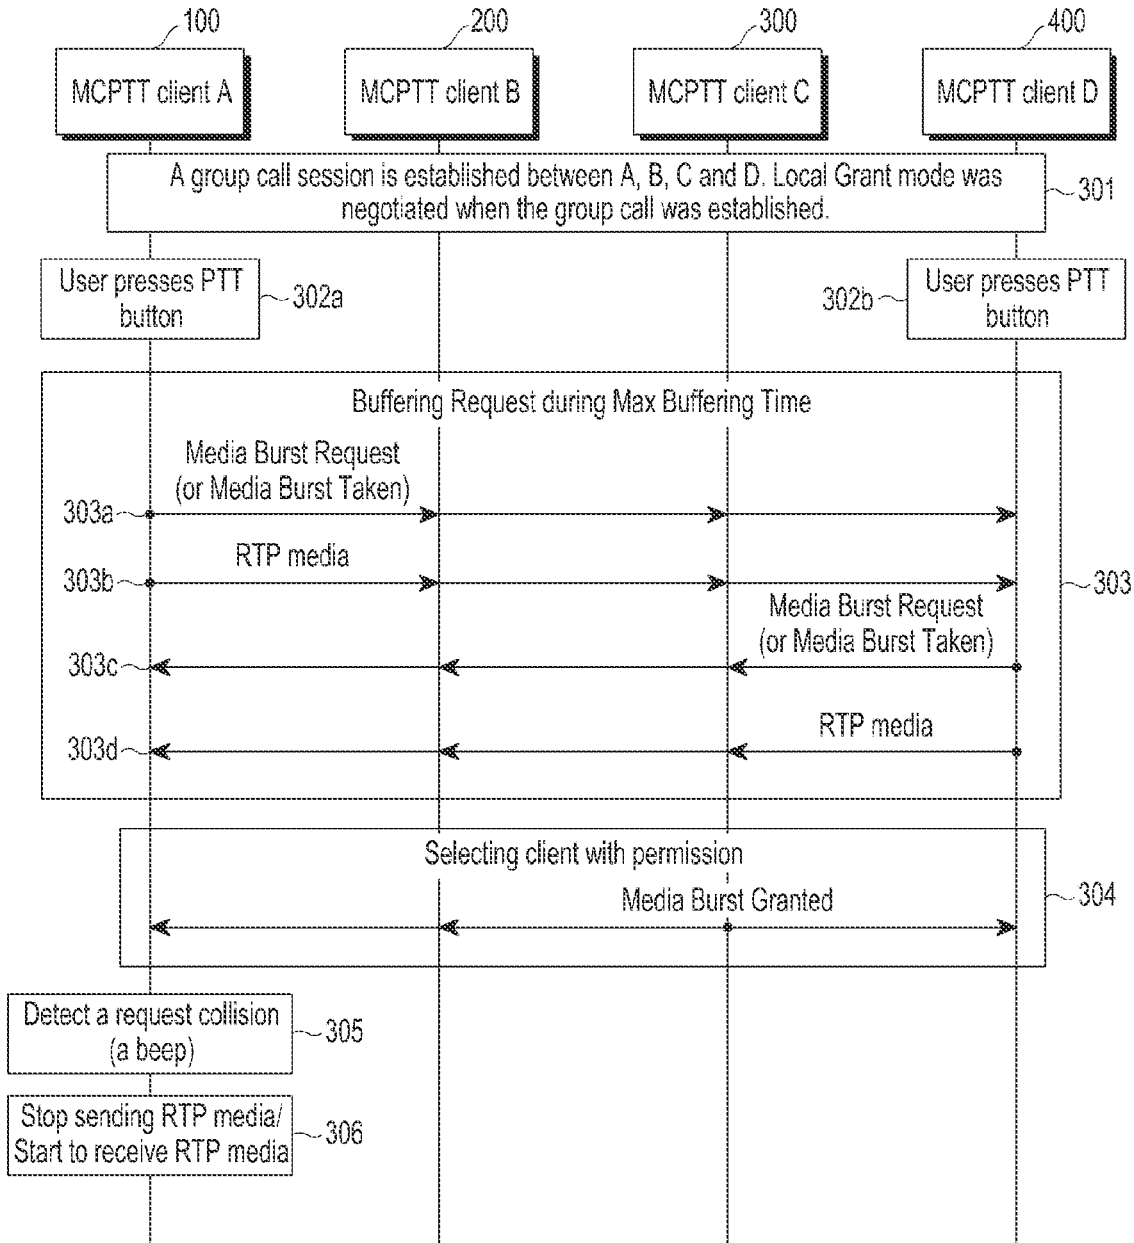 100
200
300
400
MCPTT client A
MCPTT client B
MCPTT client C
MCPTT client D
A group call session is established between A, B, C and D. Local Grant mode was
negotiated when the group call was established.
301
User presses PTT
button
302a
302b
User presses PTT
button
Buffering Request during Max Buffering Time
Media Burst Request
(or Media Burst Taken)
303a
RTP media
303b
303
Media Burst Request
(or Media Burst Taken)
303c
RTP media
303d
Selecting client with permission
Media Burst Granted
304
Detect a request collision
(a beep)
305
Stop sending RTP media/
Start to receive RTP media
306